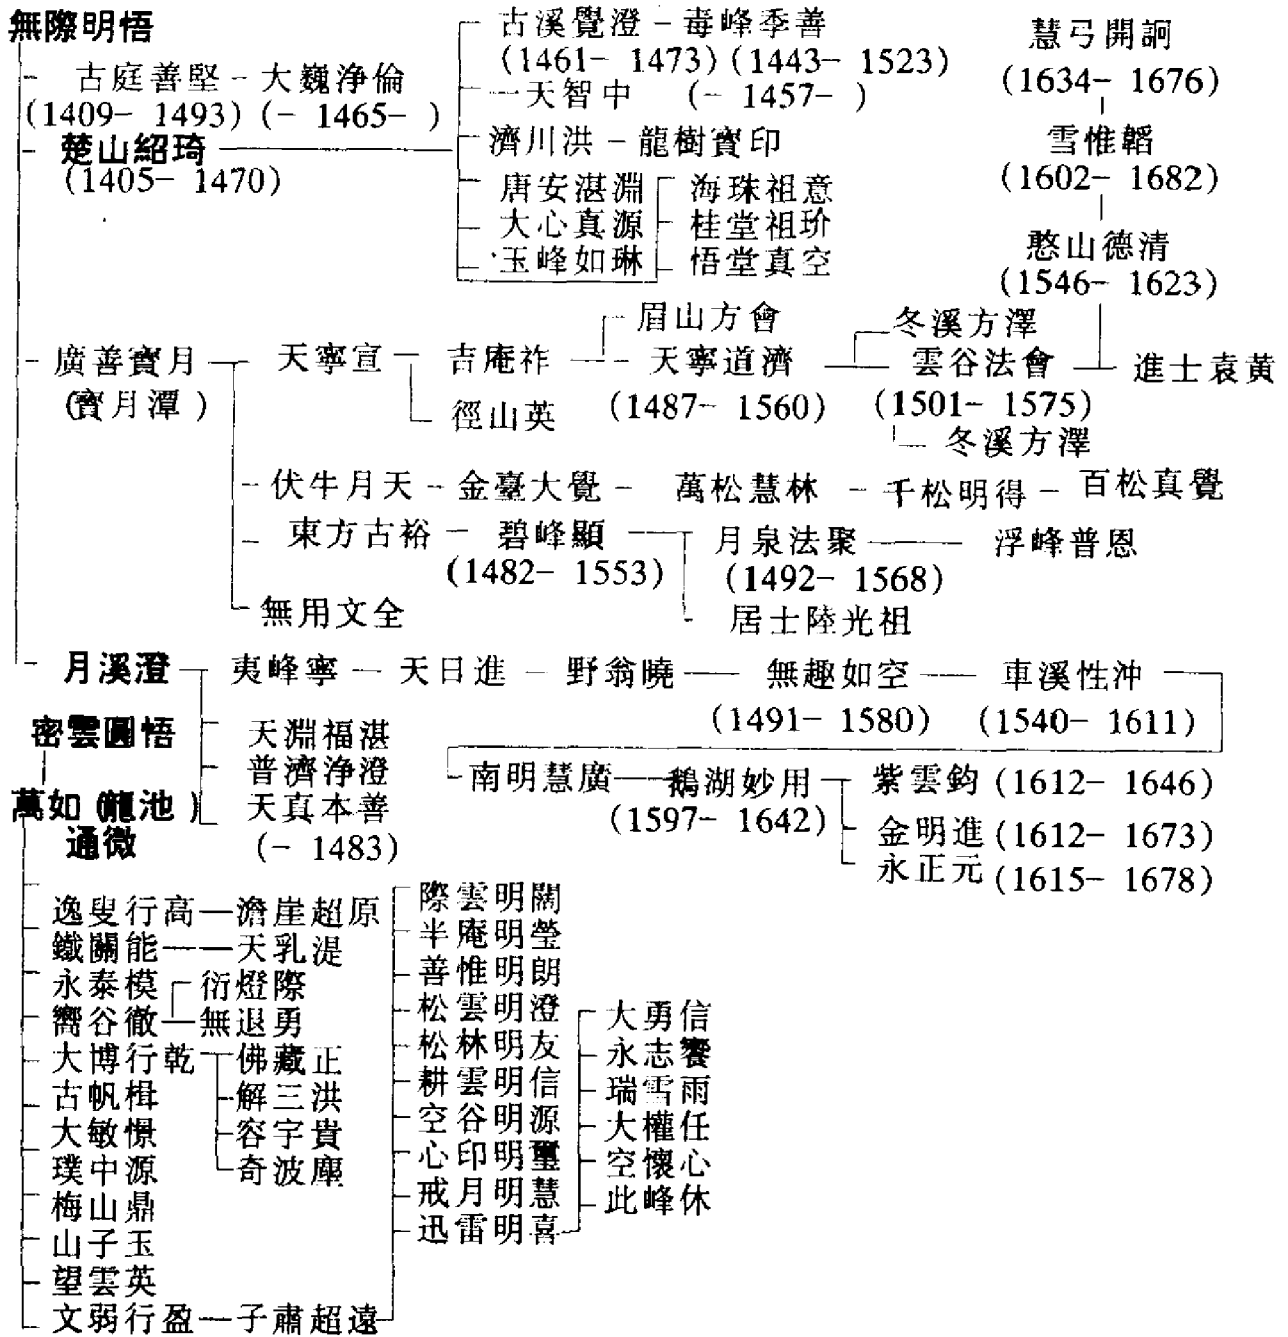 無際明悟
古庭善堅 - 大巍净倫
(1409- 1493) (- 1465- )
楚山紹琦
(1405- 1470)
古溪覺澄 - 毒峰季善
(1461- 1473) (1443- 1523)
一天智中 (- 1457- )
濟川洪 - 龍樹寶印
唐安湛淵 海珠祖意
大心真源 桂堂祖玠
玉峰如琳 悟堂真空
慧弓開詗
(1634- 1676)
雪惟韜
(1602- 1682)
憨山德清
(1546- 1623)
眉山方會 冬溪方澤
廣善寶月 天寧宣 吉庵祚 天寧道濟 雲谷法會 進士袁黃
(寶月潭) 徑山英 (1487- 1560) (1501- 1575)
冬溪方澤
伏牛月天 - 金臺大覺 - 萬松慧林 - 千松明得 - 百松真覺
東方古裕 - 碧峰顯 月泉法聚 浮峰普恩
(1482- 1553) (1492- 1568)
無用文全 居士陸光祖
月溪澄 夷峰寧 - 天日進 - 野翁曉 - 無趣如空 - 車溪性沖
(1491- 1580) (1540- 1611)
天淵福湛
普濟净澄
天真本善
(- 1483)
南明慧廣 鵝湖妙用 紫雲鈞 (1612- 1646)
(1597- 1642) 金明進 (1612- 1673)
永正元 (1615- 1678)
密雲圓悟
萬如(龍池)
通微
逸叟行高 - 澹崖超原
鐵關能 - 天乳湜
永泰模 衍燈際
嚮谷徹 無退勇
大博行乾 佛藏正
古帆楫 解三洪
大敏憬 容宇貴
璞中源 奇波塵
梅山鼎
山子玉
望雲英
文弱行盈 - 子肅超遠
際雲明闊
半庵明瑩
善惟明朗
松雲明澄
松林明友
耕雲明信
空谷明源
心印明璽
戒月明慧
迅雷明喜
大勇信
永志饗
瑞雪雨
大權任
空懷心
此峰休